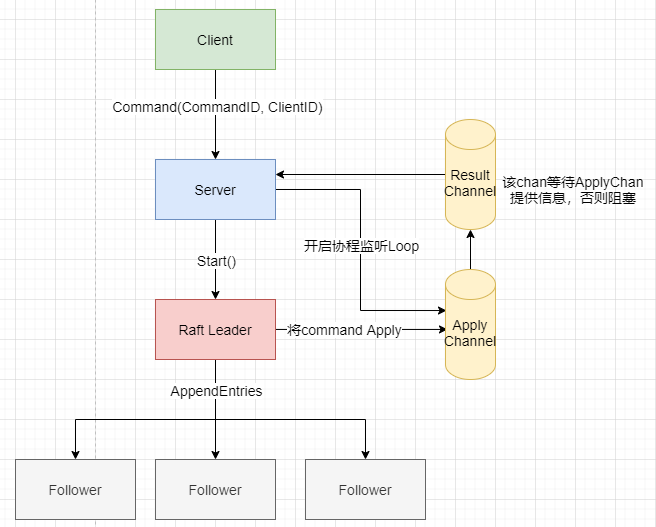 Client
Command(CommandID, ClientID)
Server
Result
Channel
该chan等待ApplyChan
提供信息，否则阻塞
开启协程监听Loop
Start()
Raft Leader
将command Apply
Apply
Channel
AppendEntries
Follower
Follower
Follower